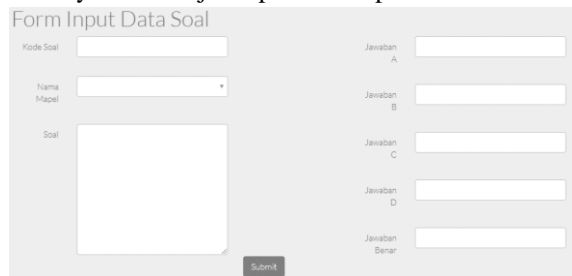 Form Input Data Soal
Kode Soal
Nama
Mapel
Soal
Jawaban
A
Jawaban
B
Jawaban
C
Jawaban
D
Jawaban
Benar
Submit